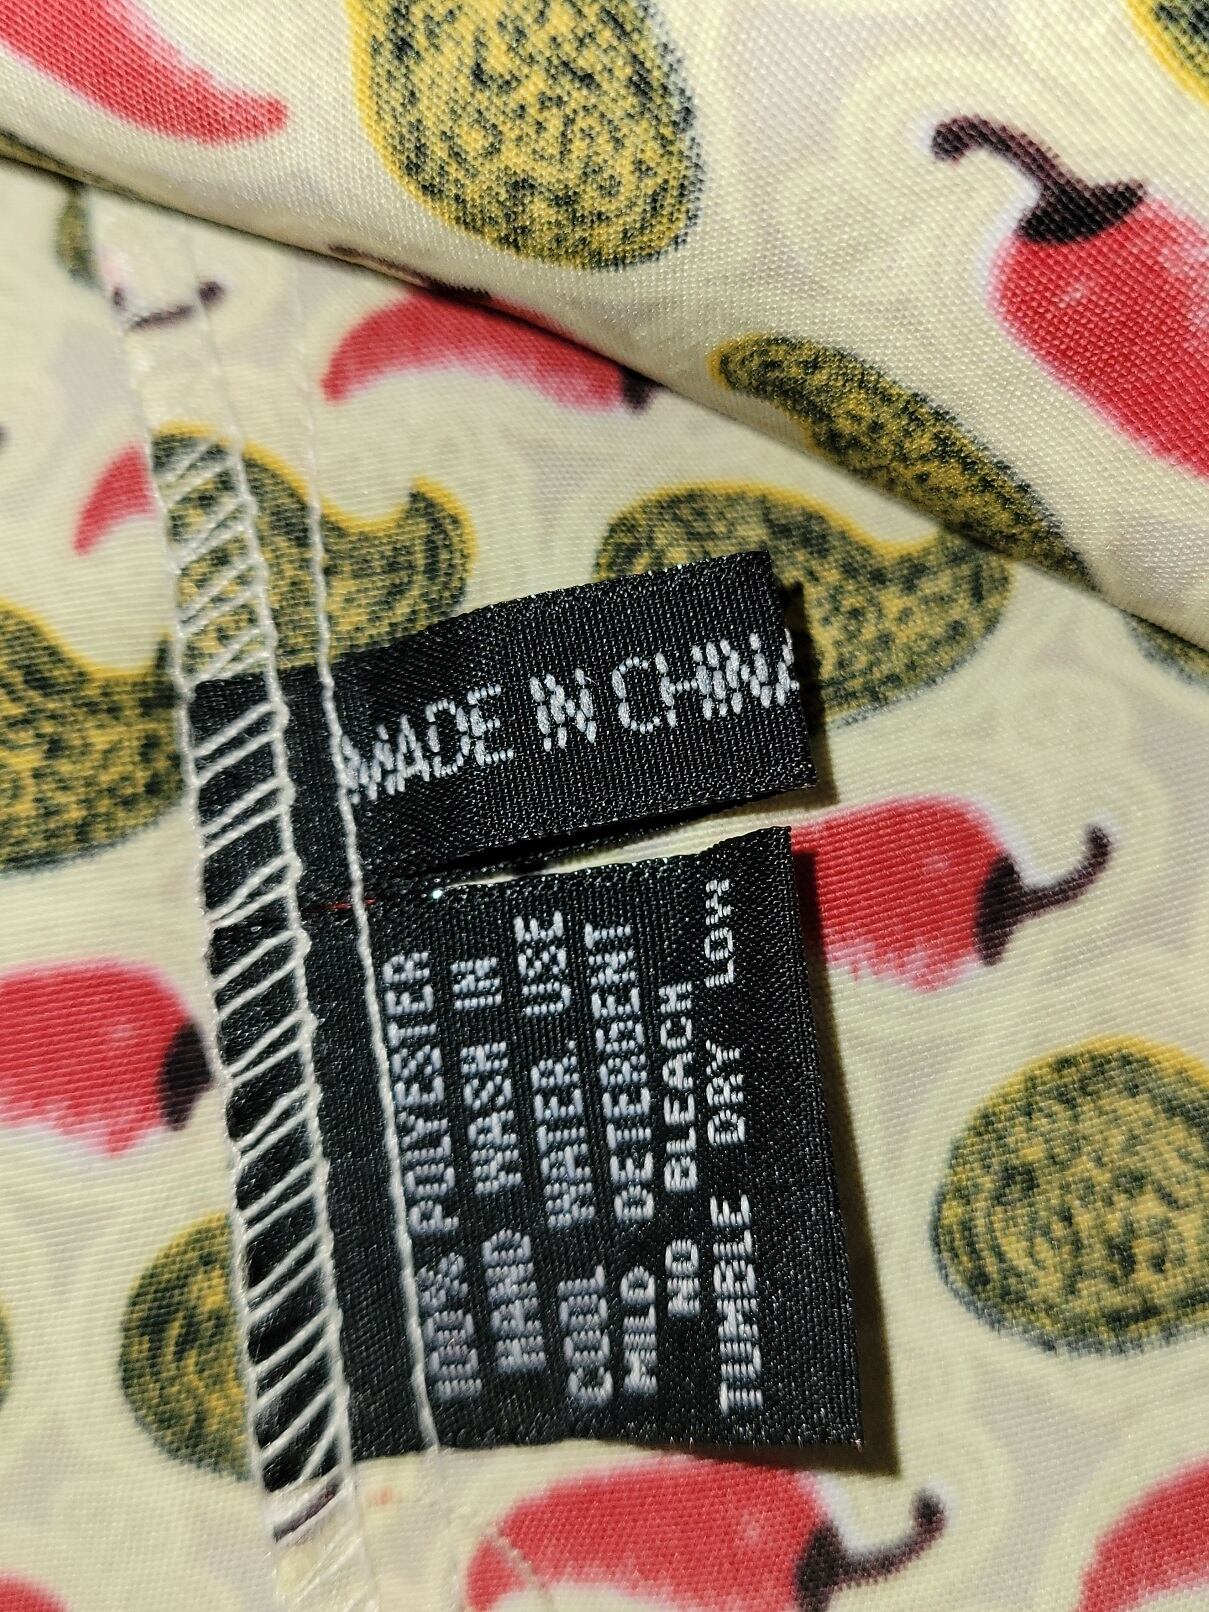 MADE IN CHINA
100% POLYESTER
HAND WASH IN
COOL WATER. USE
MILD DETERGENT
NO BLEACH
TUMBLE DRY LOW